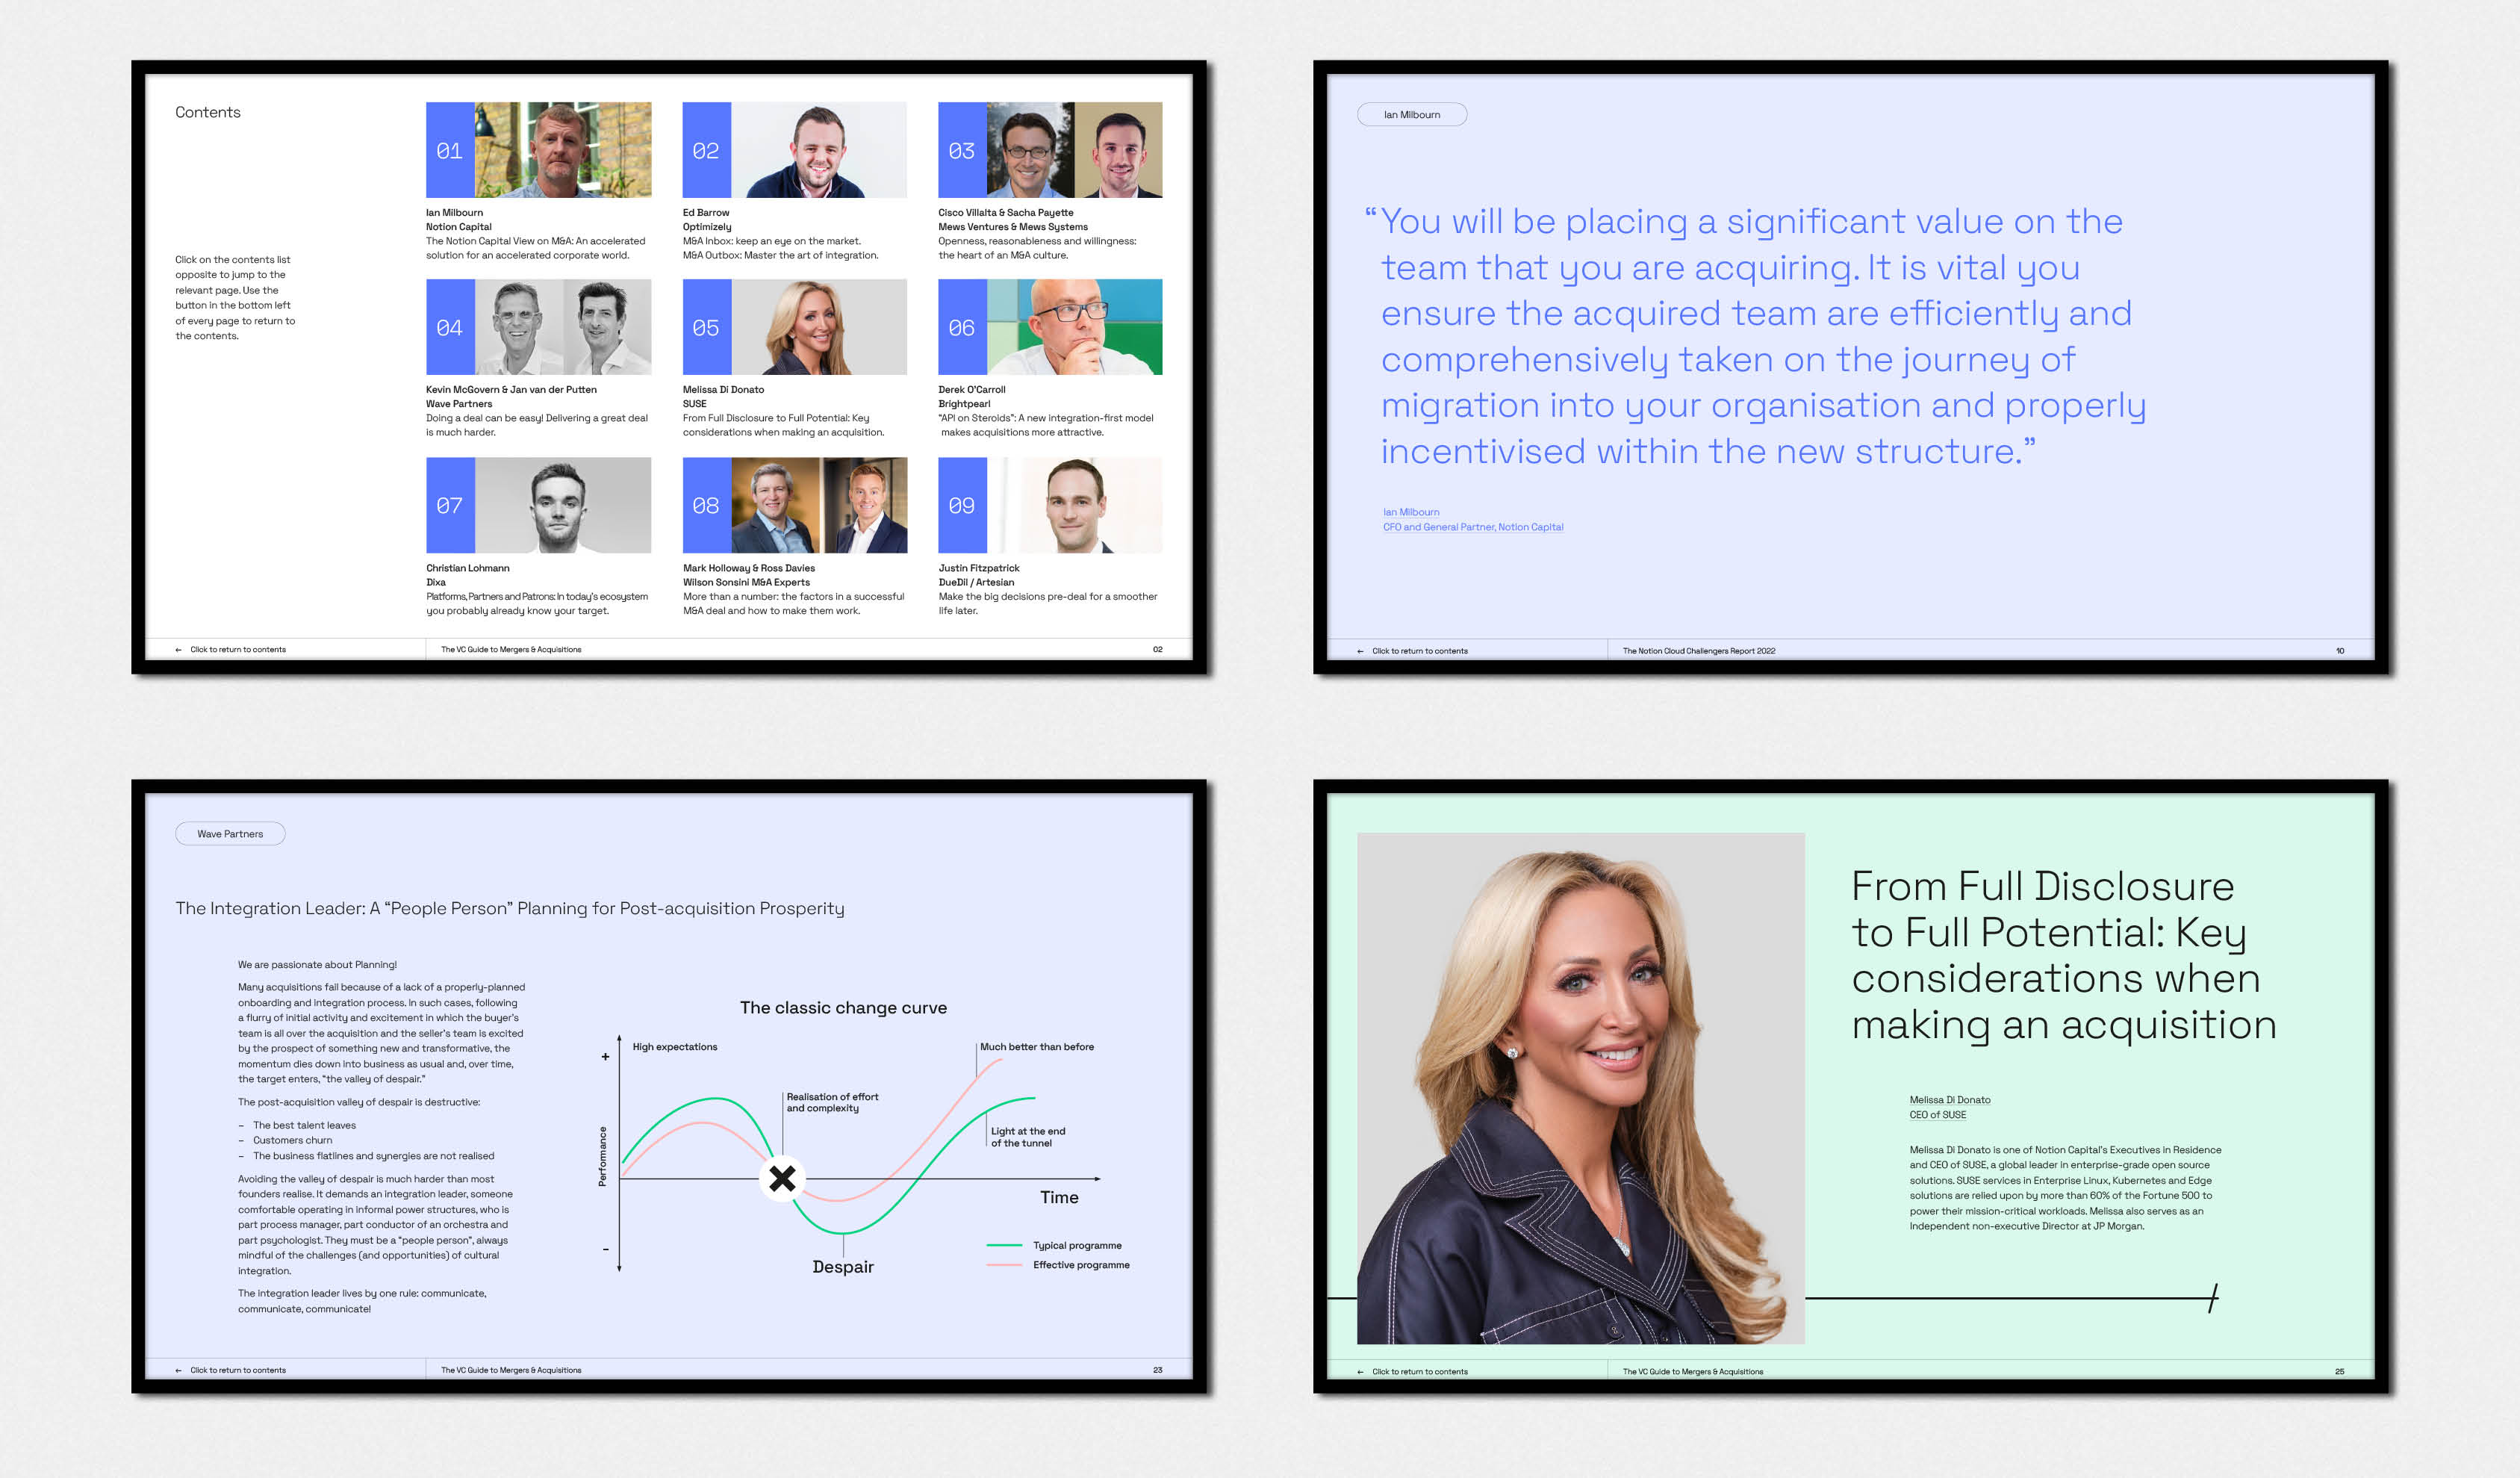 Contents
Click on the contents list
opposite to jump to the
relevant page. Use the
button in the bottom left
of every page to return to
the contents.
01
Ian Milbourn
Notion Capital
The Notion Capital View on M&A: An accelerated
solution for an accelerated corporate world.
02
Ed Barrow
Optimizely
M&A Inbox: keep an eye on the market.
M&A Outbox: Master the art of integration.
03
Cisco Villalta & Sacha Payette
Mews Ventures & Mews Systems
Openness, reasonableness and willingness:
the heart of an M&A culture.
04
Kevin McGovern & Jan van der Putten
Wave Partners
Doing a deal can be easy! Delivering a great deal
is much harder.
05
Melissa Di Donato
SUSE
From Full Disclosure to Full Potential: Key
considerations when making an acquisition.
06
Derek O'Carroll
Brightpearl
"API on Steroids": A new integration-first model
makes acquisitions more attractive.
07
Christian Lohmann
Dixa
Platforms, Partners and Patrons: In today's ecosystem
you probably already know your target.
08
Mark Holloway & Ross Davies
Wilson Sonsini M&A Experts
More than a number: the factors in a successful
M&A deal and how to make them work.
09
Justin Fitzpatrick
DueDil / Artesian
Make the big decisions pre-deal for a smoother
life later.
← Click to return to contents
The VC Guide to Mergers & Acquisitions
02
Ian Milbourn
“You will be placing a significant value on the
team that you are acquiring. It is vital you
ensure the acquired team are efficiently and
comprehensively taken on the journey of
migration into your organisation and properly
incentivised within the new structure.”
Ian Milbourn
CFO and General Partner, Notion Capital
← Click to return to contents
The Notion Cloud Challengers Report 2022
10
Wave Partners
The Integration Leader: A “People Person” Planning for Post-acquisition Prosperity
We are passionate about Planning!
Many acquisitions fail because of a lack of a properly-planned
onboarding and integration process. In such cases, following
a flurry of initial activity and excitement in which the buyer's
team is all over the acquisition and the seller's team is excited
by the prospect of something new and transformative, the
momentum dies down into business as usual and, over time,
the target enters, “the valley of despair.”
The post-acquisition valley of despair is destructive:
– The best talent leaves
– Customers churn
– The business flatlines and synergies are not realised
Avoiding the valley of despair is much harder than most
founders realise. It demands an integration leader, someone
comfortable operating in informal power structures, who is
part process manager, part conductor of an orchestra and
part psychologist. They must be a “people person”, always
mindful of the challenges (and opportunities) of cultural
integration.
The integration leader lives by one rule: communicate,
communicate, communicate!
The classic change curve
+
High expectations
Much better than before
Realisation of effort
and complexity
Light at the end
of the tunnel
Performance
Time
–
Despair
Typical programme
Effective programme
← Click to return to contents
The VC Guide to Mergers & Acquisitions
23
From Full Disclosure
to Full Potential: Key
considerations when
making an acquisition
Melissa Di Donato
CEO of SUSE
Melissa Di Donato is one of Notion Capital's Executives in Residence
and CEO of SUSE, a global leader in enterprise-grade open source
solutions. SUSE services in Enterprise Linux, Kubernetes and Edge
solutions are relied upon by more than 60% of the Fortune 500 to
power their mission-critical workloads. Melissa also serves as an
Independent non-executive Director at JP Morgan.
← Click to return to contents
The VC Guide to Mergers & Acquisitions
25